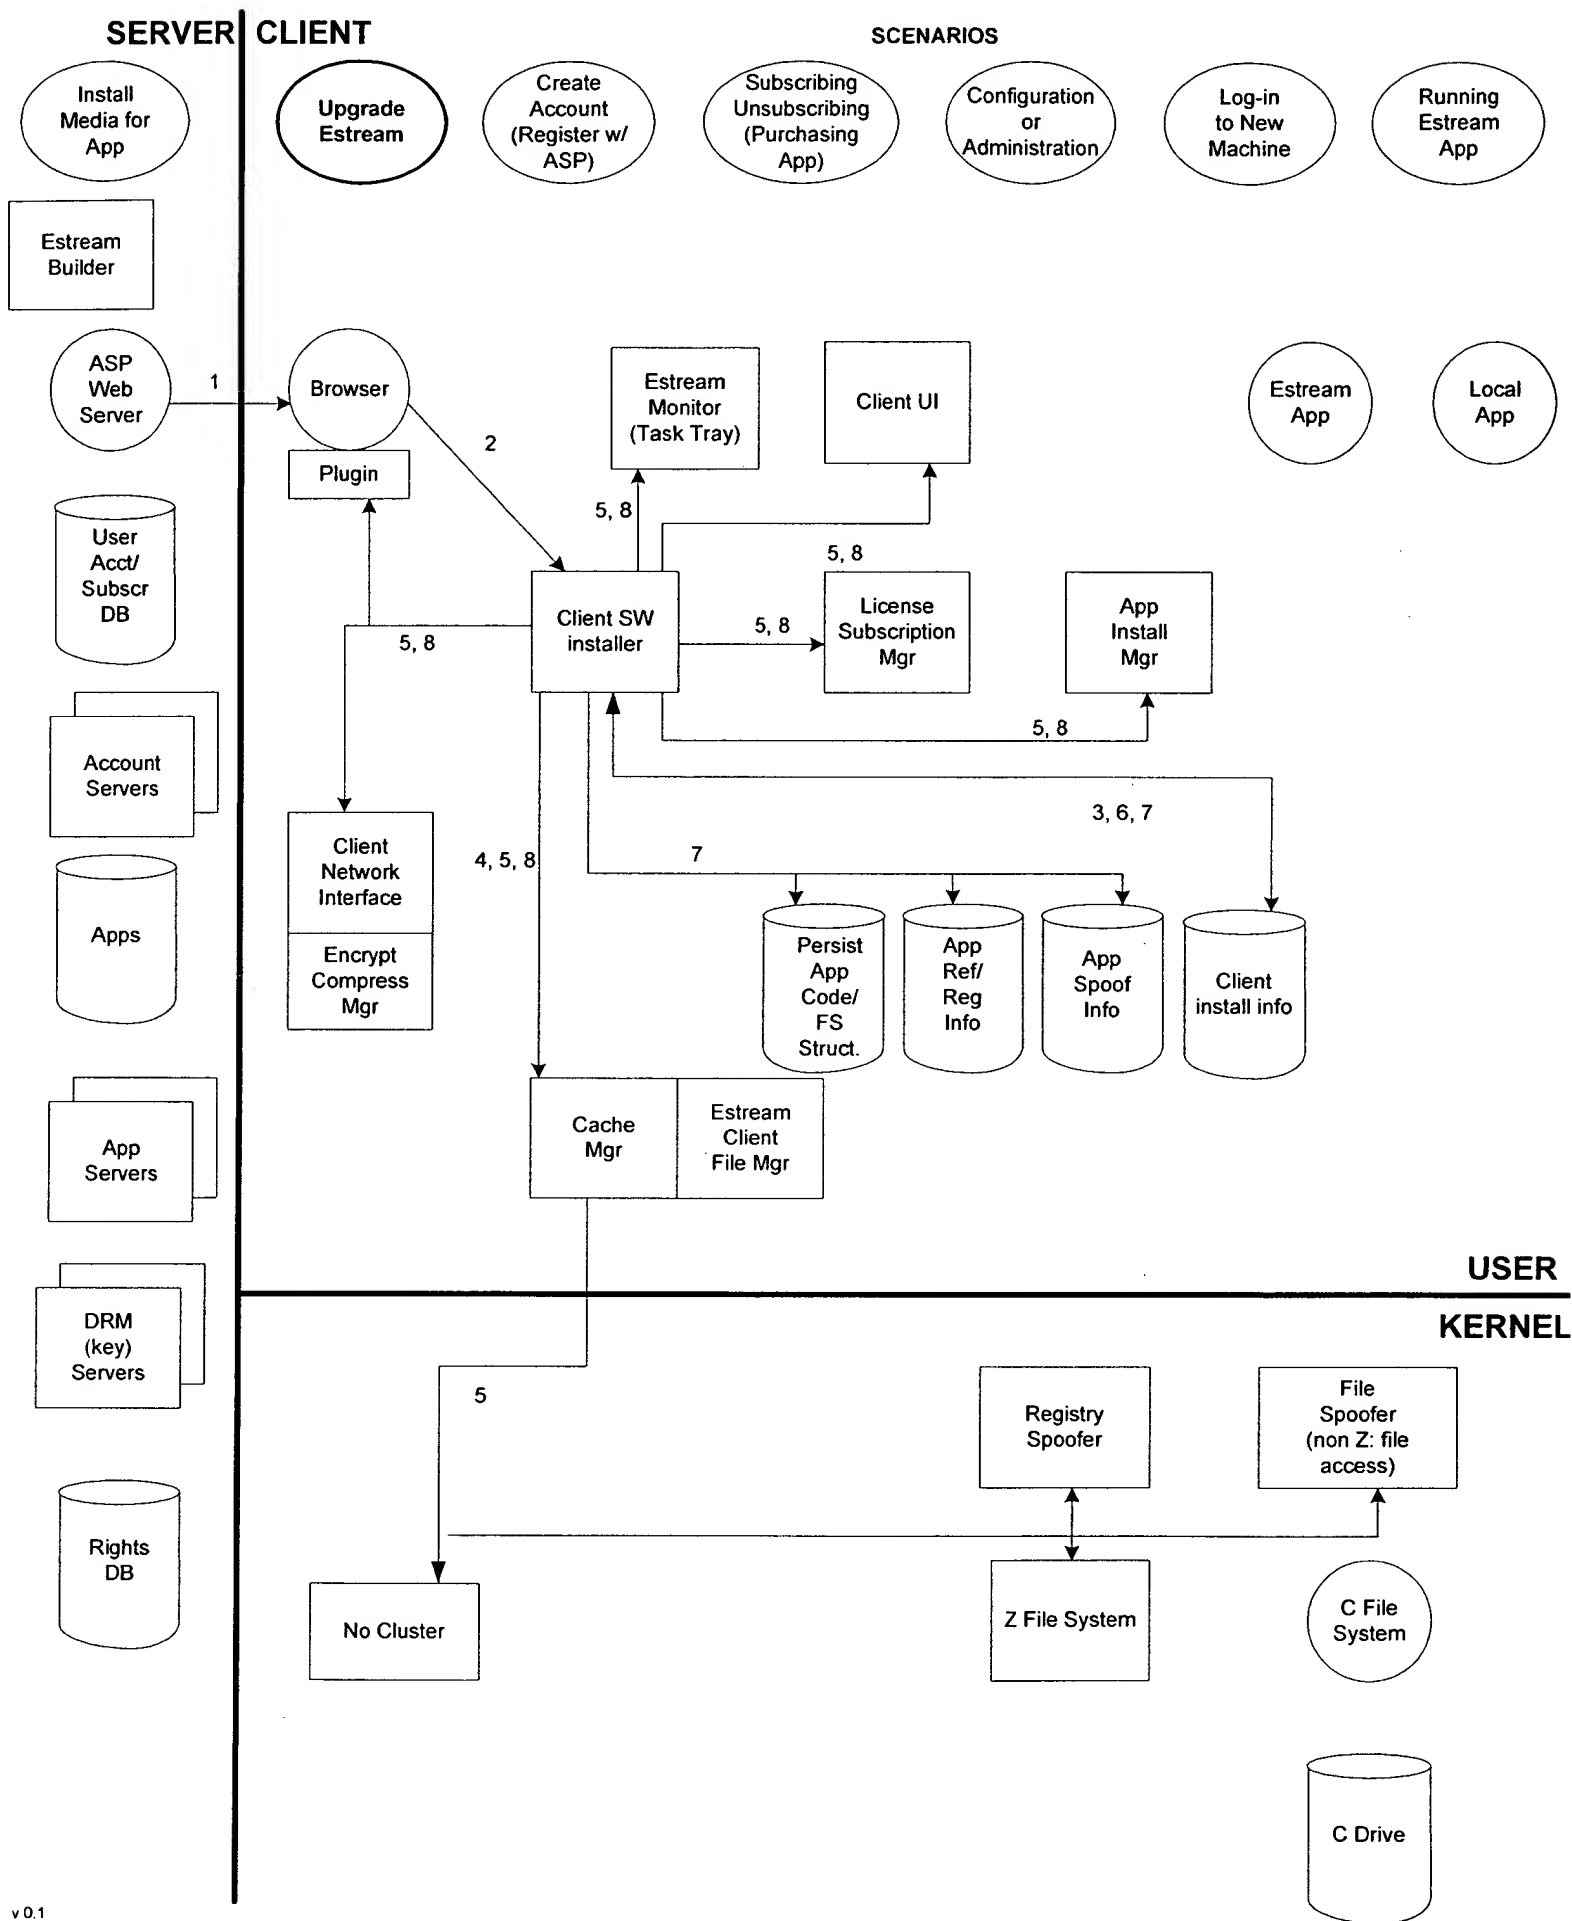 SERVER CLIENT
SCENARIOS
Install
Media for
App
Upgrade
Estream
Create
Account
(Register w/
ASP)
Subscribing
Unsubscribing
(Purchasing
App)
Configuration
or
Administration
Log-in
to New
Machine
Running
Estream
App
Estream
Builder
ASP
Web
Server
1
Browser
Plugin
2
Estream
Monitor
(Task Tray)
Client UI
Estream
App
Local
App
5, 8
5, 8
User
Acct/
Subscr
DB
Client SW
installer
5, 8
5, 8
License
Subscription
Mgr
App
Install
Mgr
5, 8
Account
Servers
3, 6, 7
Client
Network
Interface
Encrypt
Compress
Mgr
4, 5, 8
7
Apps
Persist
App
Code/
FS
Struct.
App
Ref/
Reg
Info
App
Spoof
Info
Client
install info
App
Servers
Cache
Mgr
Estream
Client
File Mgr
USER
KERNEL
DRM
(key)
Servers
5
Registry
Spoofer
File
Spoofer
(non Z: file
access)
Rights
DB
No Cluster
Z File System
C File
System
C Drive
v 0.1